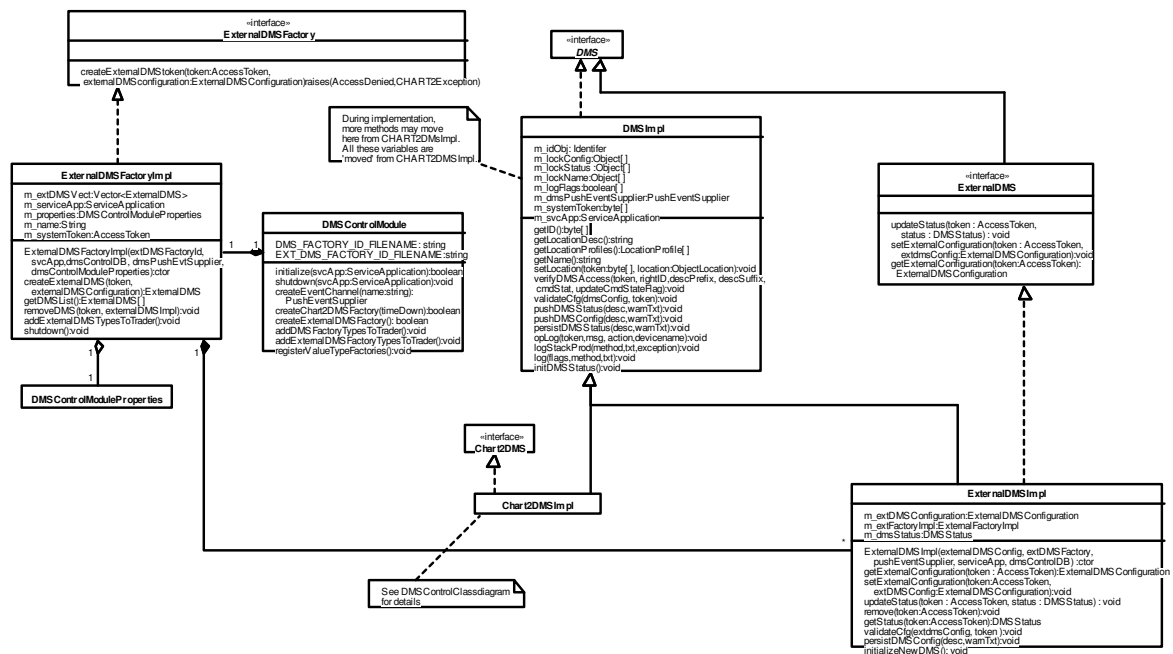 «interface»
ExternalDMSFactory
createExternalDMStoken(token:AccessToken,
externalDMSconfiguration:ExternalDMSConfiguration)raises(AccessDenied,CHART2Exception)
«interface»
DMS
During implementation,
more methods may move
here from CHART2DMsImpl.
All these variables are
'moved' from CHART2DMSImpl.
DMSImpl
m_idObj: Identifer
m_lockConfig:Object[ ]
m_lockStatus :Object[ ]
m_lockName:Object[ ]
m_logFlags:boolean[ ]
m_dmsPushEventSupplier:PushEventSupplier
m_systemToken:byte[ ]
m_svcApp:ServiceApplication
getID():byte[ ]
getLocationDesc():string
getLocationProfiles():LocationProfile[ ]
getName():string
setLocation(token:byte[ ], location:ObjectLocation):void
verifyDMSAccess(token, rightID,descPrefix, descSuffix,
cmdStat, updateCmdStateFlag):void
validateCfg(dmsConfig, token):void
pushDMSStatus(desc,warnTxt):void
pushDMSConfig(desc,warnTxt):void
persistDMSStatus(desc,warnTxt):void
opLog(token,msg, action,devicename):void
logStackProd(method,txt,exception):void
log(flags,method,txt):void
initDMSStatus():void
«interface»
ExternalDMS
updateStatus(token : AccessToken,
status : DMSStatus) : void
setExternalConfiguration(token : AccessToken,
extdmsConfig:ExternalDMSConfiguration):void
getExternalConfiguration(token:AccessToken):
ExternalDMSConfiguration
ExternalDMSFactoryImpl
m_extDMSVect:Vector<ExternalDMS>
m_serviceApp:ServiceApplication
m_properties:DMSControlModuleProperties
m_name:String
m_systemToken:AccessToken
ExternalDMSFactoryImpl(extDMSFactoryId,
svcApp,dmsControlDB, dmsPushEvtSupplier,
dmsControlModuleProperties):ctor
createExternalDMS(token,
externalDMSConfiguration):ExternalDMS
getDMSList():ExternalDMS[ ]
removeDMS(token, externalDMSImpl):void
addExternalDMSTypesToTrader():void
shutdown():void
1
1
DMSControlModule
DMS_FACTORY_ID_FILENAME : string
EXT_DMS_FACTORY_ID_FILENAME:string
initialize(svcApp:ServiceApplication):boolean
shutdown(svcApp:ServiceApplication):void
createEventChannel(name:string):
PushEventSupplier
createChart2DMSFactory(timeDown):boolean
createExternalDMSFactory(): boolean
addDMSFactoryTypesToTrader():void
addExternalDMSFactoryTypesToTrader():void
registerValueTypeFactories():void
1
1
1
DMSControlModuleProperties
«interface»
Chart2DMS
Chart2DMSImpl
See DMSControlClassdiagram
for details
*
ExternalDMSImpl
m_extDMSConfiguration:ExternalDMSConfiguration
m_extFactoryImpl:ExternalFactoryImpl
m_dmsStatus:DMSStatus
ExternalDMSImpl(externalDMSConfig, extDMSFactory,
pushEventSupplier, serviceApp, dmsControlDB) :ctor
getExternalConfiguration(token : AccessToken):ExternalDMSConfiguration
setExternalConfiguration(token:AccessToken,
extDMSConfig:ExternalDMSConfiguration):void
updateStatus(token : AccessToken, status : DMSStatus) : void
remove(token:AccessToken):void
getStatus(token:AccessToken):DMSStatus
validateCfg(extdmsConfig, token ):void
persistDMSConfig(desc,warnTxt):void
initializeNewDMS(): void